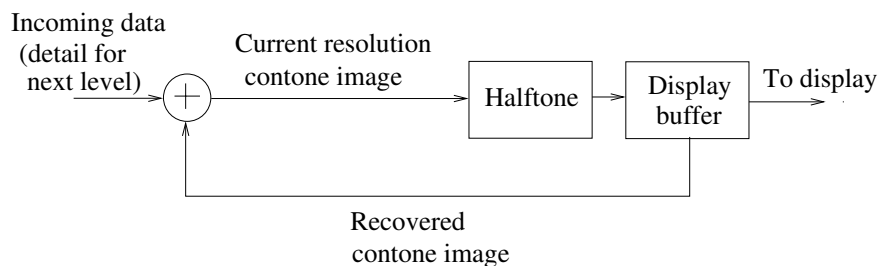 Incoming data
(detail for
next level)
Current resolution
contone image
+
Halftone
Display
buffer
To display
Recovered
contone image